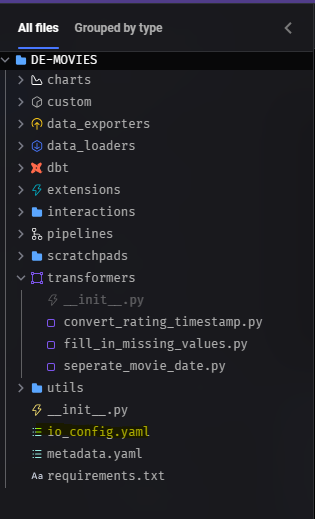 All files Grouped by type
DE-MOVIES
charts
custom
data_exporters
data_loaders
dbt
extensions
interactions
pipelines
scratchpads
transformers
__init__.py
convert_rating_timestamp.py
fill_in_missing_values.py
seperate_movie_date.py
utils
__init__.py
io_config.yaml
metadata.yaml
Aa requirements.txt